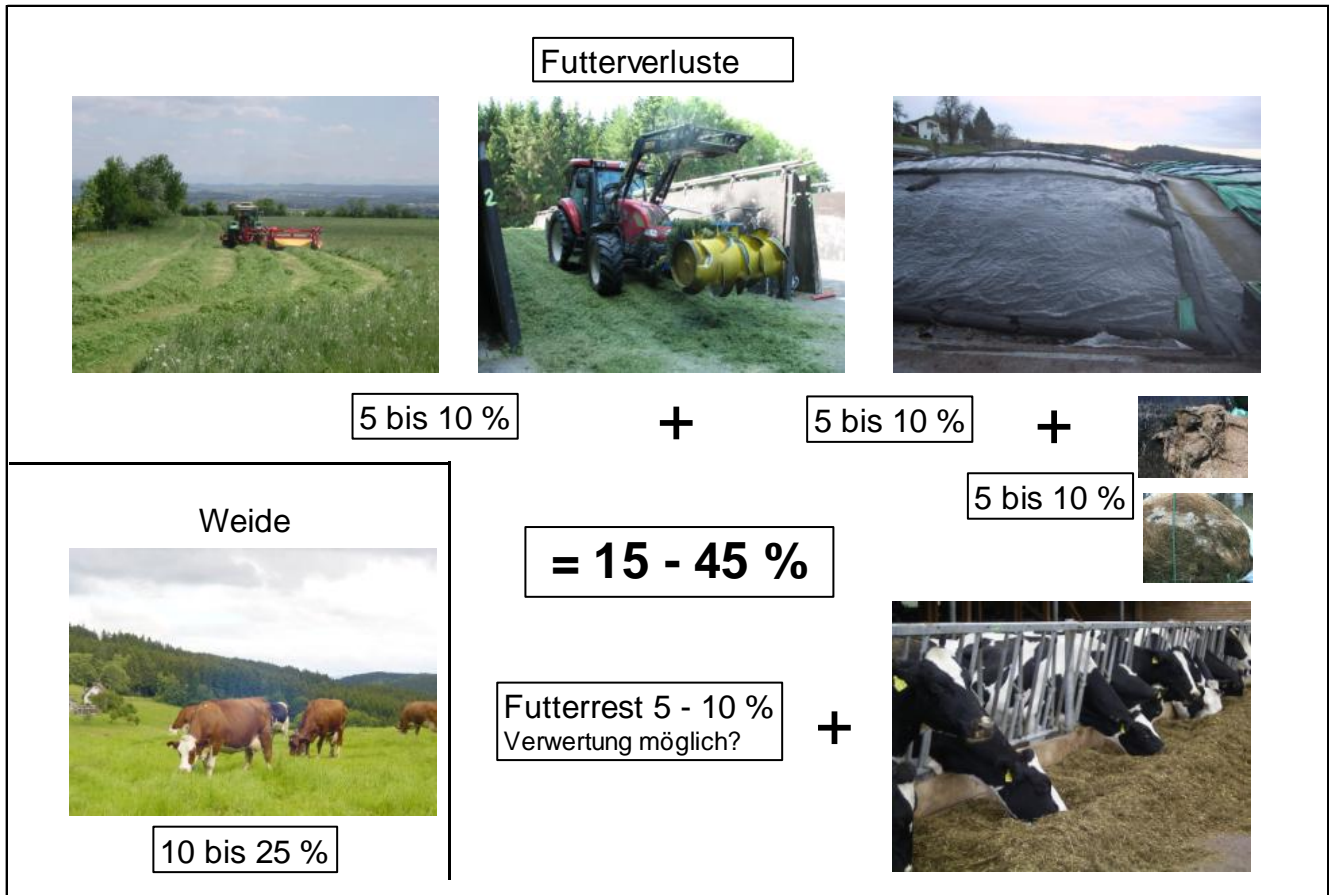 Futterverluste
5 bis 10 %
+
5 bis 10 %
+
5 bis 10 %
Weide
= 15 - 45 %
Futterrest 5 - 10 %
Verwertung möglich?
+
10 bis 25 %
2